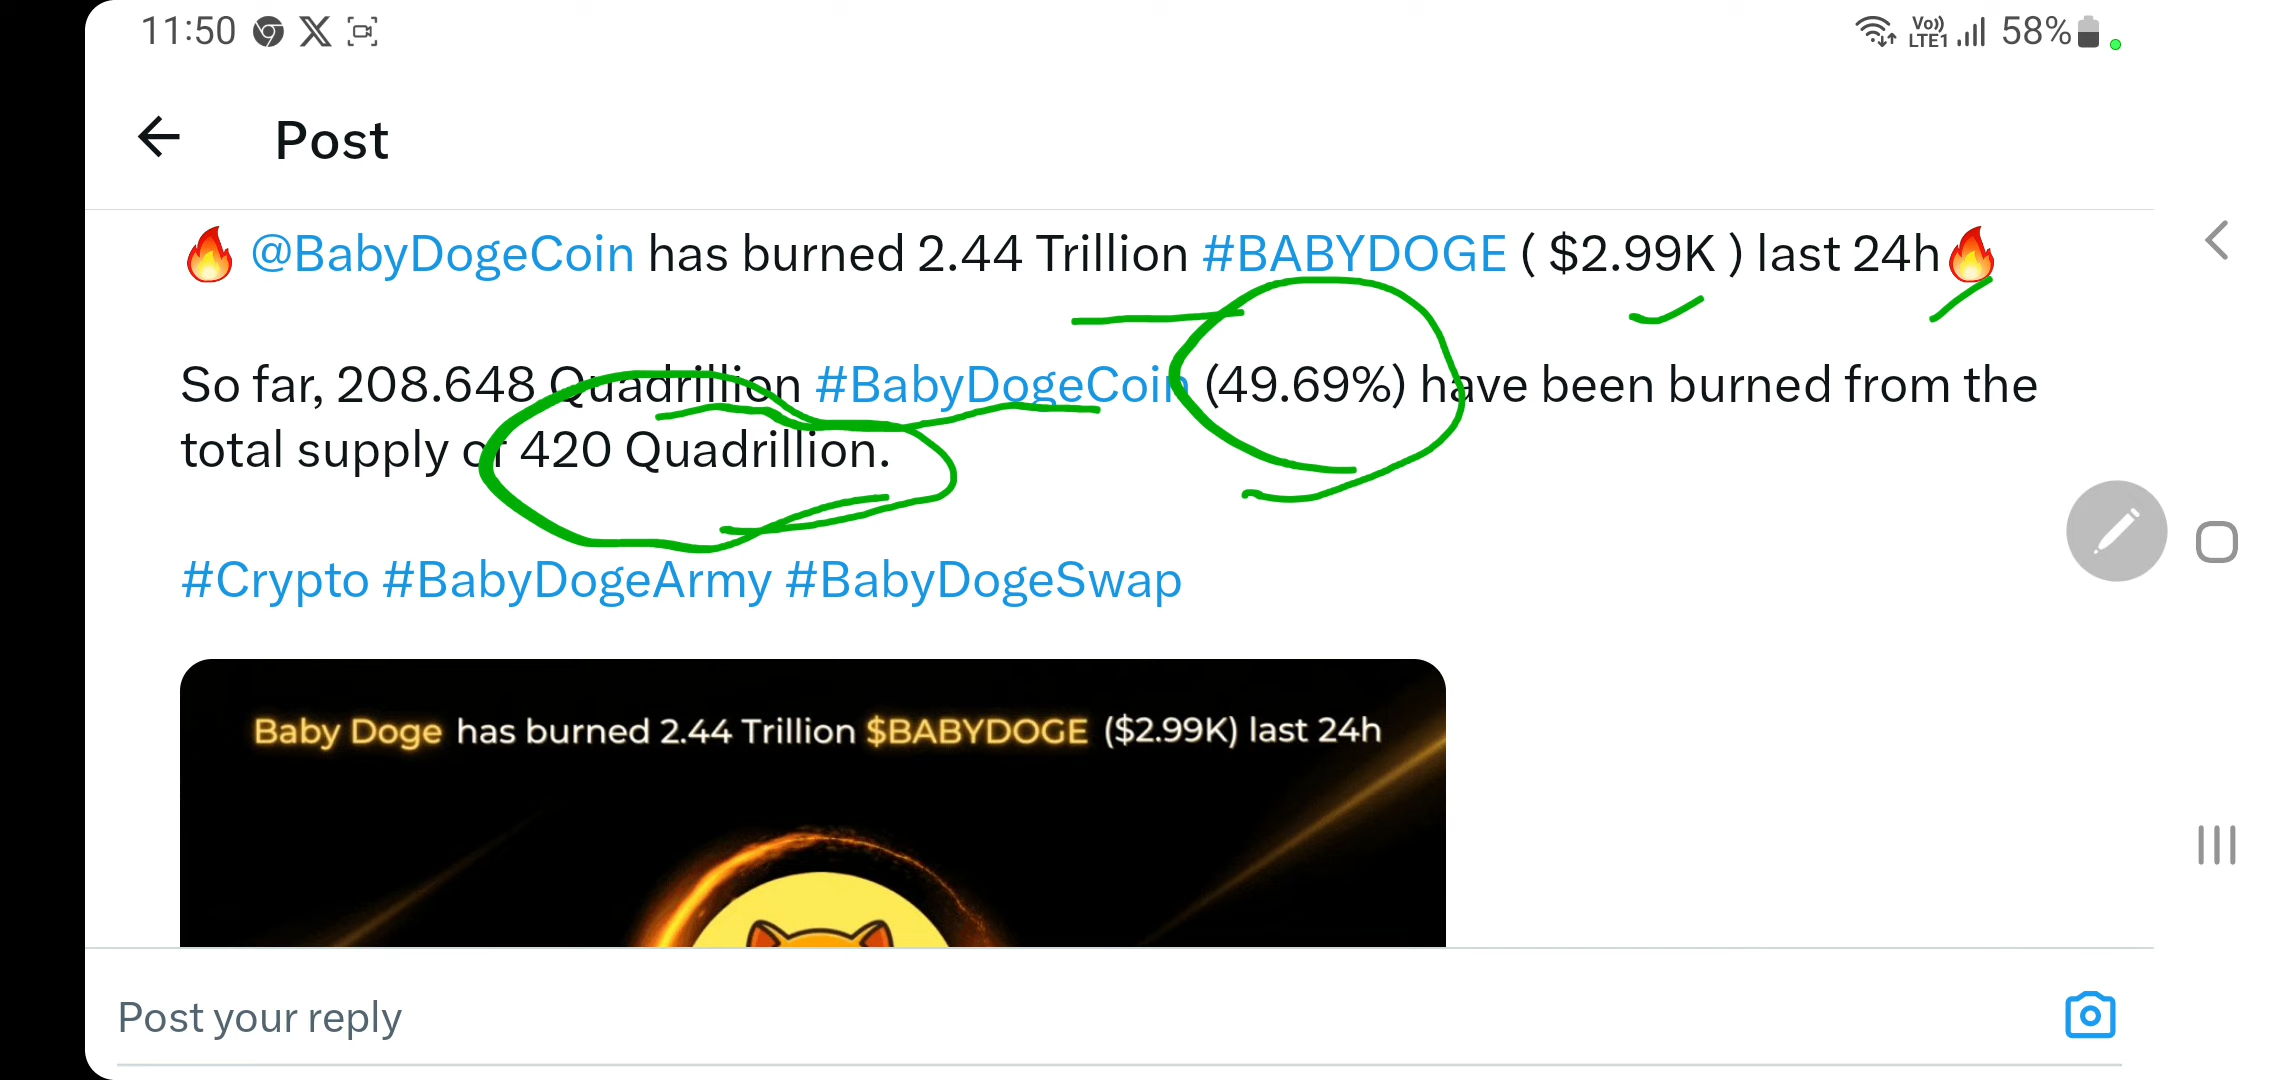 11:50
Vo)) LTE1 58%
Post
🔥 @BabyDogeCoin has burned 2.44 Trillion #BABYDOGE ( $2.99K ) last 24h🔥
So far, 208.648 Quadrillion #BabyDogeCoin (49.69%) have been burned from the
total supply of 420 Quadrillion.
#Crypto #BabyDogeArmy #BabyDogeSwap
Baby Doge has burned 2.44 Trillion $BABYDOGE ($2.99K) last 24h
Post your reply